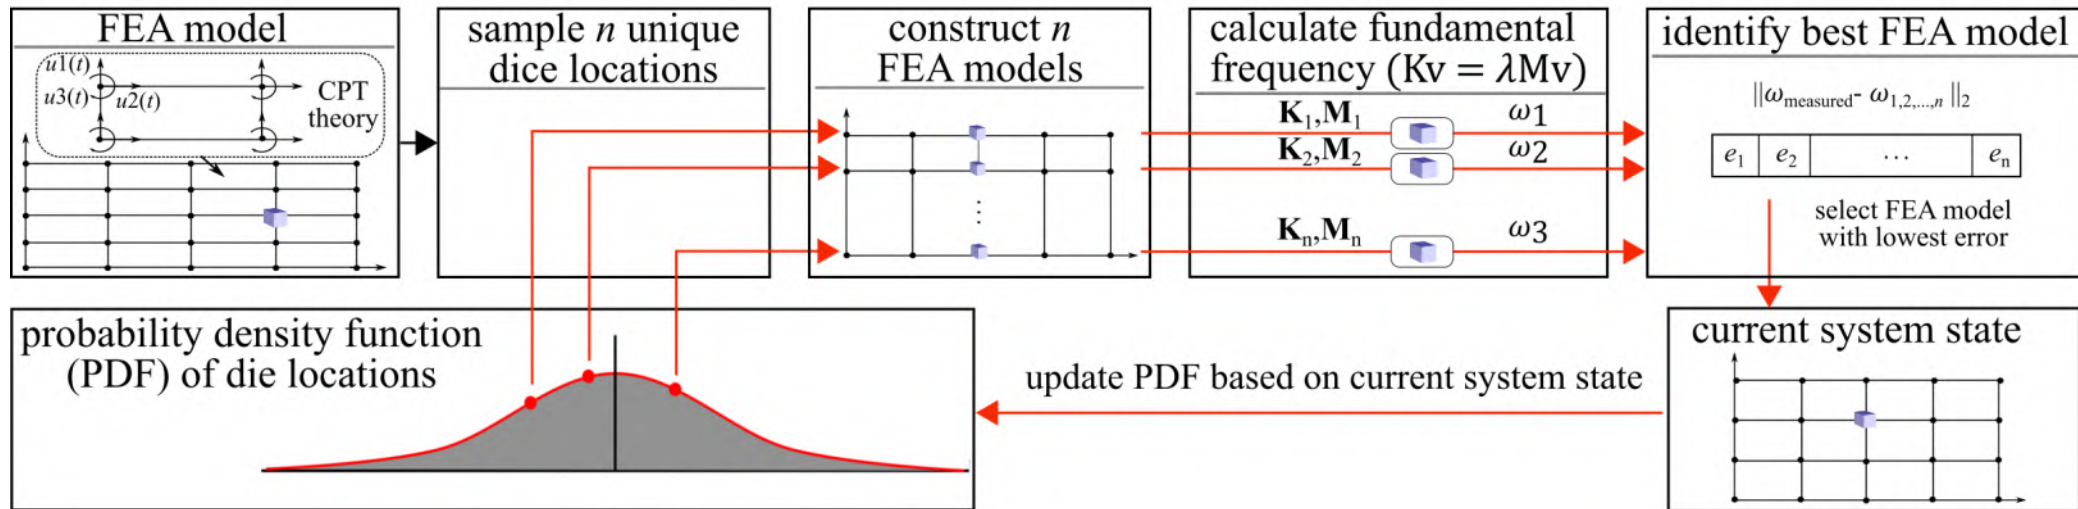 FEA model
u1(t)
u3(t)
u2(t)
CPT
theory
sample n unique
dice locations
construct n
FEA models
⋮
calculate fundamental
frequency (Kv = λMv)
K₁,M₁
ω1
K₂,M₂
ω2
Kₙ,Mₙ
ω3
identify best FEA model
||ω_measured- ω_1,2,...,n ||₂
e₁ e₂ ⋯ eₙ
select FEA model
with lowest error
probability density function
(PDF) of die locations
update PDF based on current system state
current system state